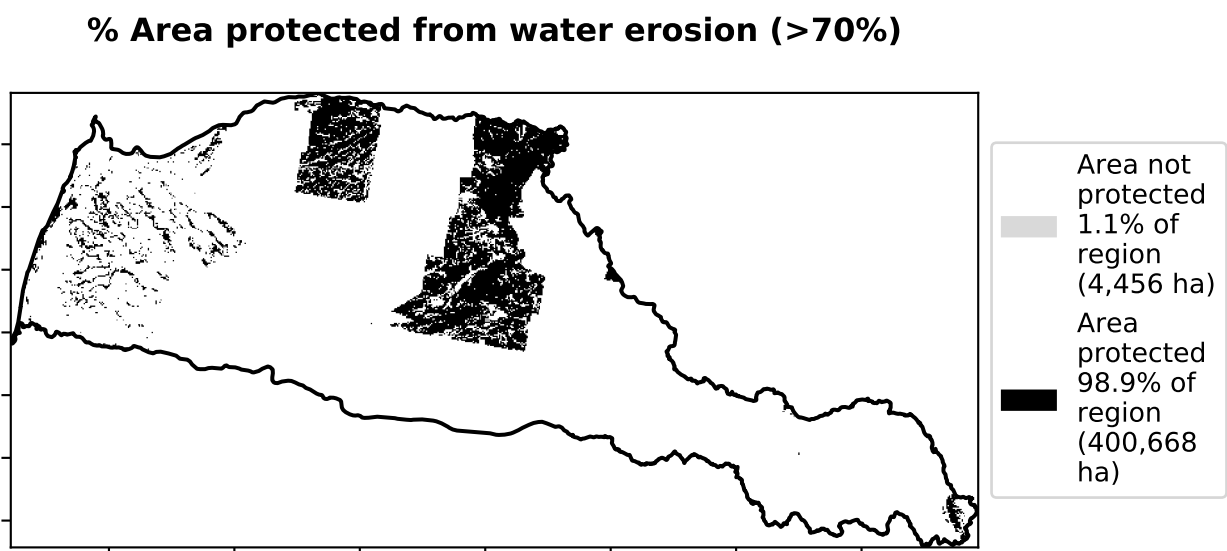 % Area protected from water erosion (>70%)
Area not
protected
1.1% of
region
(4,456 ha)
Area
protected
98.9% of
region
(400,668
ha)